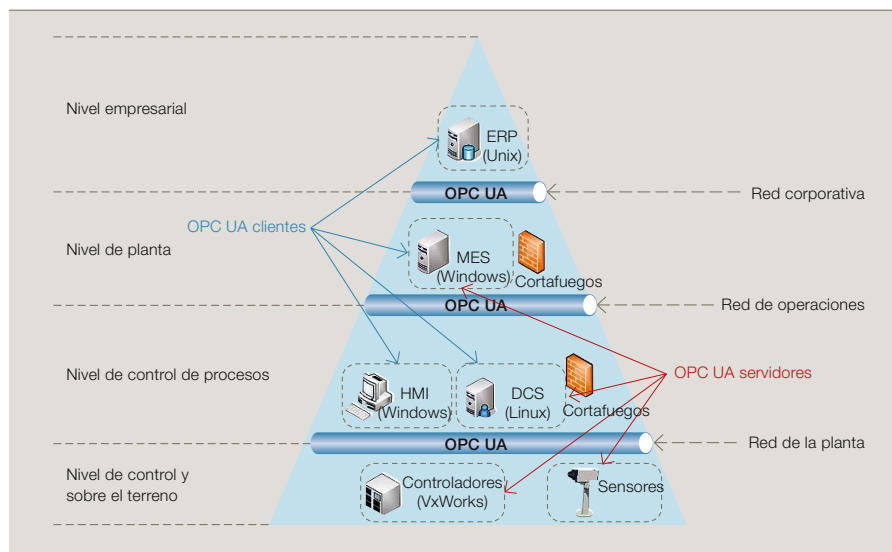 Nivel empresarial
ERP
(Unix)
OPC UA
Red corporativa
OPC UA clientes
Nivel de planta
MES
(Windows)
Cortafuegos
OPC UA
Red de operaciones
Nivel de control de procesos
HMI
(Windows)
DCS
(Linux)
Cortafuegos
OPC UA servidores
OPC UA
Red de la planta
Nivel de control y
sobre el terreno
Controladores
(VxWorks)
Sensores